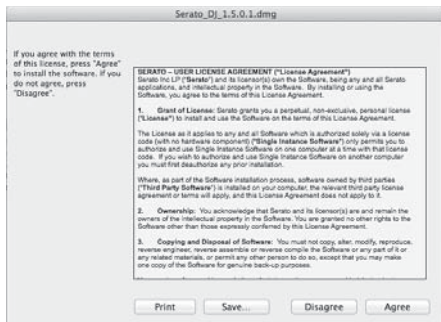 Serato_DJ_1.5.0.1.dmg
If you agree with the terms
of this license, press "Agree"
to install the software. If you
do not agree, press
"Disagree".
SERATO – USER LICENSE AGREEMENT ("License Agreement")
Serato Inc LP ("Serato") and its licensor(s) own the Software, being any and all Serato
applications, and intellectual property in the Software. By installing or using the
Software, you agree to the terms of this License Agreement.
1. Grant of License: Serato grants you a perpetual, non-exclusive, personal license
("License") to install and use the Software on the terms of this License Agreement.
The License as it applies to any and all Software which is authorized solely via a license
code (with no hardware component) ("Single Instance Software") only permits you to
authorize and use Single Instance Software on one computer at a time with that license
code. If you wish to authorize and use Single Instance Software on another computer
you must first deauthorize any prior installation.
Where, as part of the Software installation process, software owned by third parties
("Third Party Software") is installed on your computer, the relevant third party license
agreement or terms will apply, and this License Agreement does not apply to it.
2. Ownership: You acknowledge that Serato and its licensor(s) are and remain the
owners of the intellectual property in the Software. You are granted no other rights to the
Software other than those expressly conferred by this License Agreement.
3. Copying and Disposal of Software: You must not copy, alter, modify, reproduce,
reverse engineer, reverse assemble or reverse compile the Software or any part of it or
any related materials, or permit any other person to do so, except that you may make
one copy of the Software for genuine back-up purposes.
Print Save... Disagree Agree